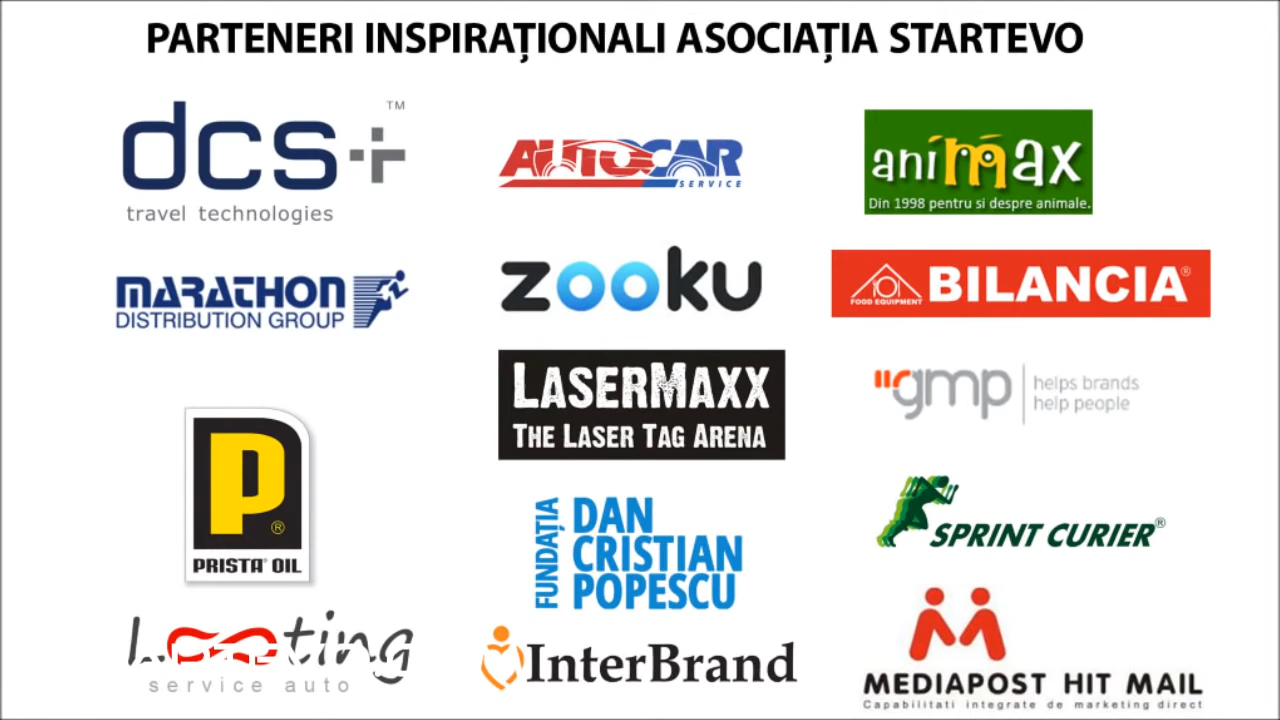 PARTENERI INSPIRAȚIONALI ASOCIAȚIA STARTEVO
dcs+ ™
travel technologies
AUTOCAR
SERVICE
animax
Din 1998 pentru si despre animale.
MARATHON
DISTRIBUTION GROUP
zooku
BILANCIA®
FOOD EQUIPMENT
LASERMAXX
THE LASER TAG ARENA
gmp
helps brands
help people
P®
PRISTA® OIL
FUNDAȚIA
DAN
CRISTIAN
POPESCU
SPRINT CURIER®
service auto
InterBrand
MEDIAPOST HIT MAIL
Capabilitati integrate de marketing direct